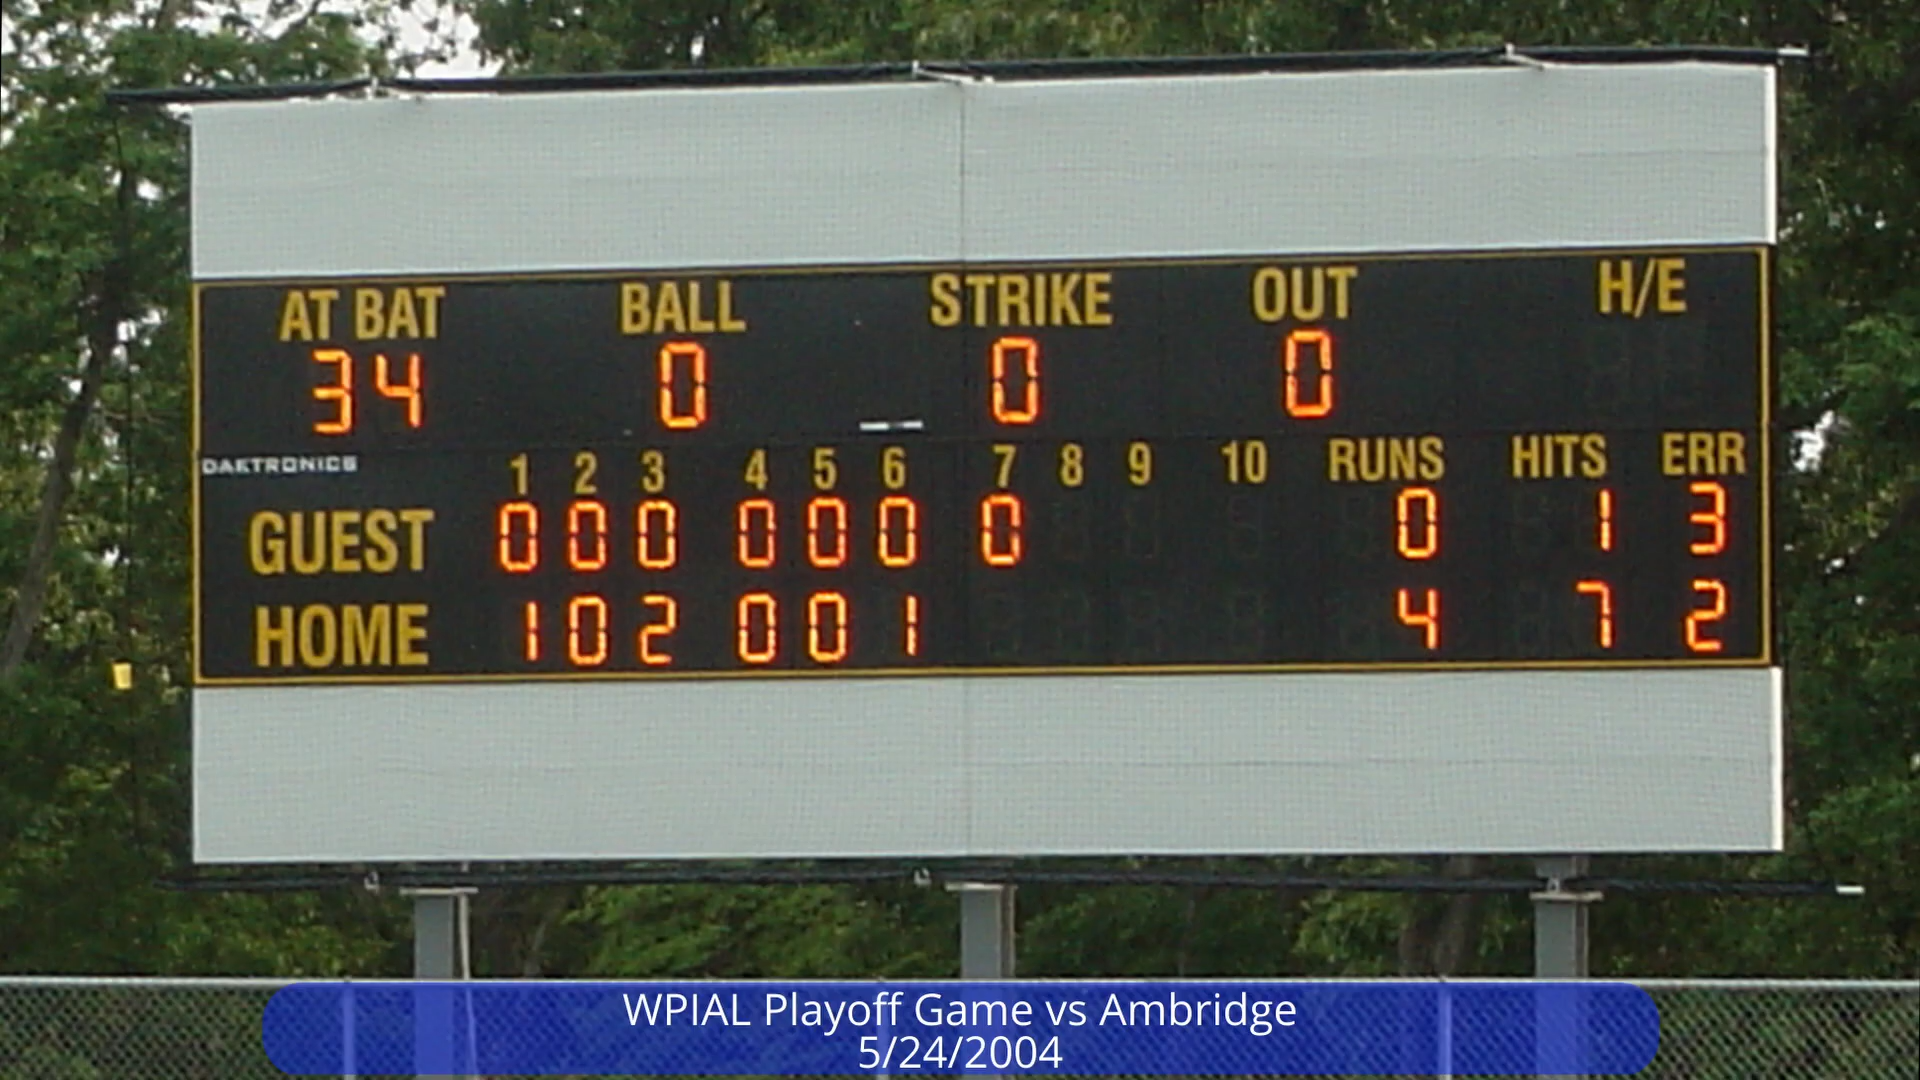 AT BAT BALL STRIKE OUT H/E
34 0 0 0
DAKTRONICS 1 2 3 4 5 6 7 8 9 10 RUNS HITS ERR
GUEST 0 0 0 0 0 0 0 0 1 3
HOME 1 0 2 0 0 1 4 7 2
WPIAL Playoff Game vs Ambridge
5/24/2004